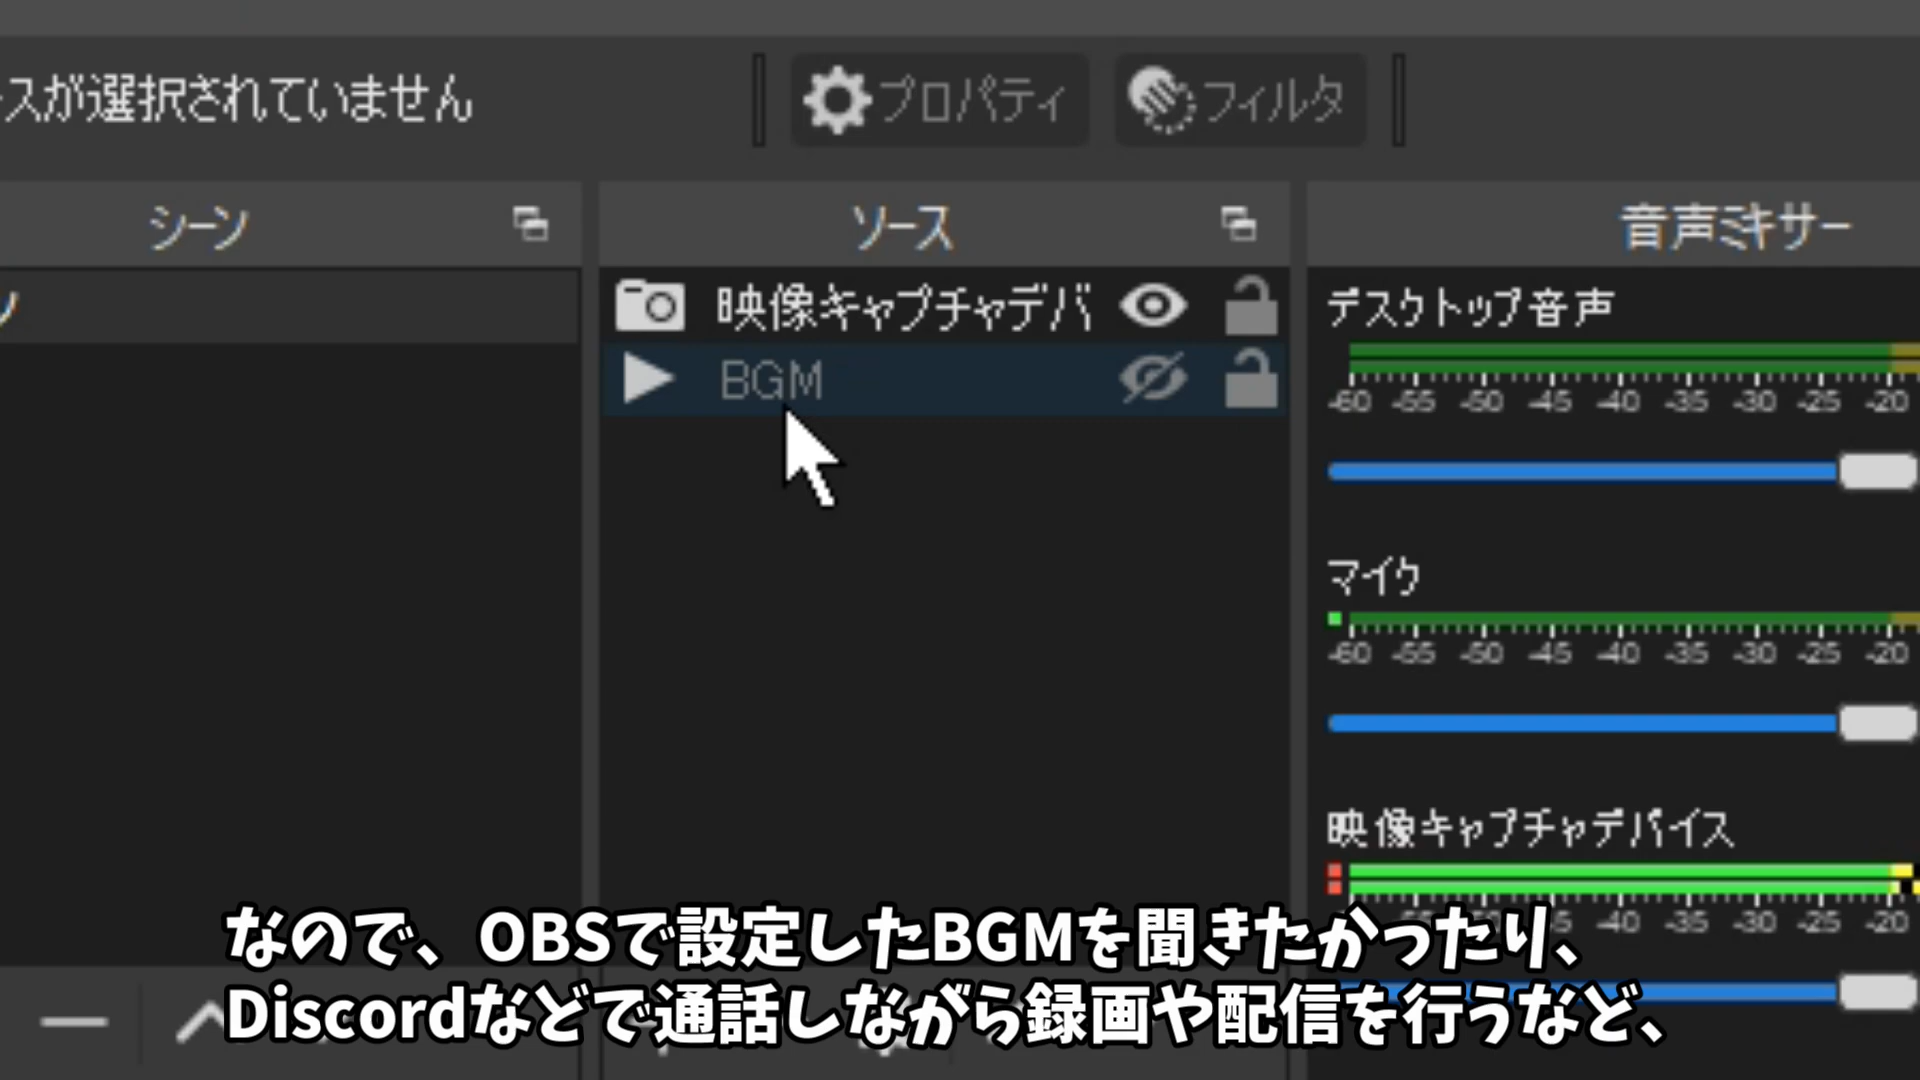 スが選択されていません
プロパティ
フィルタ
シーン
ソース
音声ミキサー
ン
映像キャプチャデバ
BGM
デスクトップ音声
-60 -55 -50 -45 -40 -35 -30 -25 -20
マイク
-60 -55 -50 -45 -40 -35 -30 -25 -20
映像キャプチャデバイス
-40 -35 -30 -25 -20
なので、OBSで設定したBGMを聞きたかったり、
Discordなどで通話しながら録画や配信を行うなど、